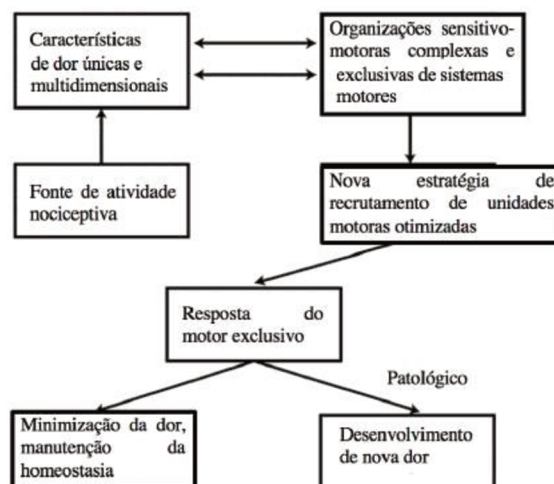 Características
de dor únicas e
multidimensionais
Organizações sensitivo-
motoras complexas e
exclusivas de sistemas
motores
Fonte de atividade
nociceptiva
Nova estratégia de
recrutamento de unidades
motoras otimizadas
Resposta do
motor exclusivo
Patológico
Minimização da dor,
manutenção da
homeostasia
Desenvolvimento
de nova dor